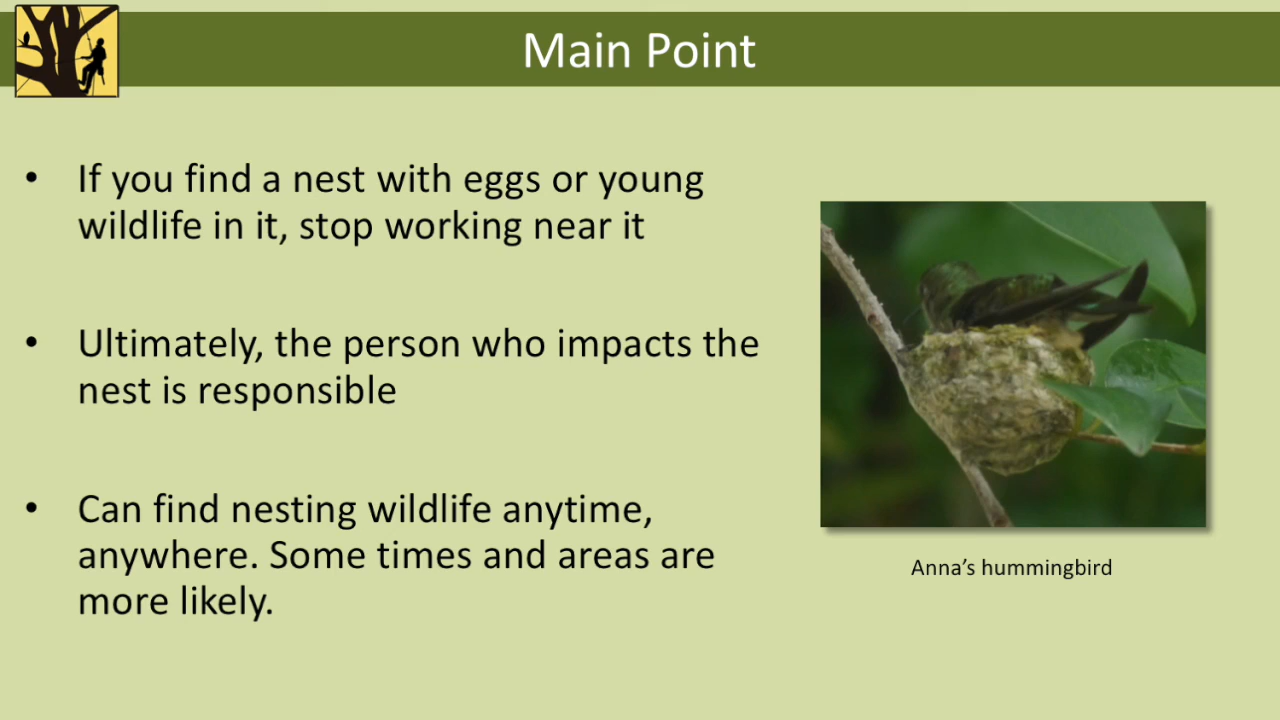 Main Point
• If you find a nest with eggs or young
wildlife in it, stop working near it
• Ultimately, the person who impacts the
nest is responsible
• Can find nesting wildlife anytime,
anywhere. Some times and areas are
more likely.
Anna’s hummingbird